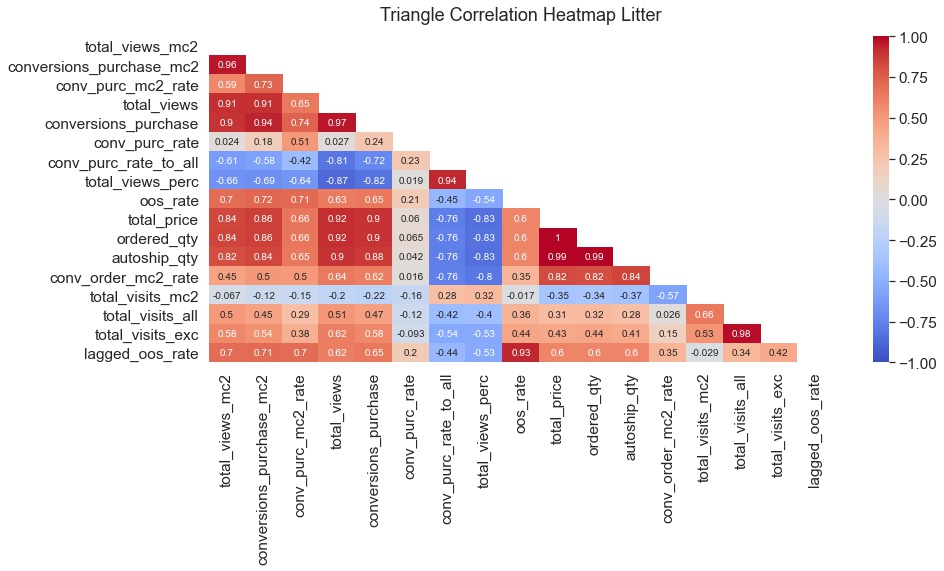 Triangle Correlation Heatmap Litter
total_views_mc2
conversions_purchase_mc2 0.96
conv_purc_mc2_rate 0.59 0.73
total_views 0.91 0.91 0.65
conversions_purchase 0.9 0.94 0.74 0.97
conv_purc_rate 0.024 0.18 0.51 0.027 0.24
conv_purc_rate_to_all -0.61 -0.58 -0.42 -0.81 -0.72 0.23
total_views_perc -0.66 -0.69 -0.64 -0.87 -0.82 0.019 0.94
oos_rate 0.7 0.72 0.71 0.63 0.65 0.21 -0.45 -0.54
total_price 0.84 0.86 0.66 0.92 0.9 0.06 -0.76 -0.83 0.6
ordered_qty 0.84 0.86 0.66 0.92 0.9 0.065 -0.76 -0.83 0.6 1
autoship_qty 0.82 0.84 0.65 0.9 0.88 0.042 -0.76 -0.83 0.6 0.99 0.99
conv_order_mc2_rate 0.45 0.5 0.5 0.64 0.62 0.016 -0.76 -0.8 0.35 0.82 0.82 0.84
total_visits_mc2 -0.067 -0.12 -0.15 -0.2 -0.22 -0.16 0.28 0.32 -0.017 -0.35 -0.34 -0.37 -0.57
total_visits_all 0.5 0.45 0.29 0.51 0.47 -0.12 -0.42 -0.4 0.36 0.31 0.32 0.28 0.026 0.66
total_visits_exc 0.58 0.54 0.38 0.62 0.58 -0.093 -0.54 -0.54 0.44 0.43 0.44 0.41 0.15 0.53 0.98
lagged_oos_rate 0.7 0.71 0.7 0.62 0.65 0.2 -0.44 -0.53 0.93 0.6 0.6 0.6 0.35 -0.029 0.34 0.42
total_views_mc2
conversions_purchase_mc2
conv_purc_mc2_rate
total_views
conversions_purchase
conv_purc_rate
conv_purc_rate_to_all
total_views_perc
oos_rate
total_price
ordered_qty
autoship_qty
conv_order_mc2_rate
total_visits_mc2
total_visits_all
total_visits_exc
lagged_oos_rate
1.00
0.75
0.50
0.25
0.00
−0.25
−0.50
−0.75
−1.00